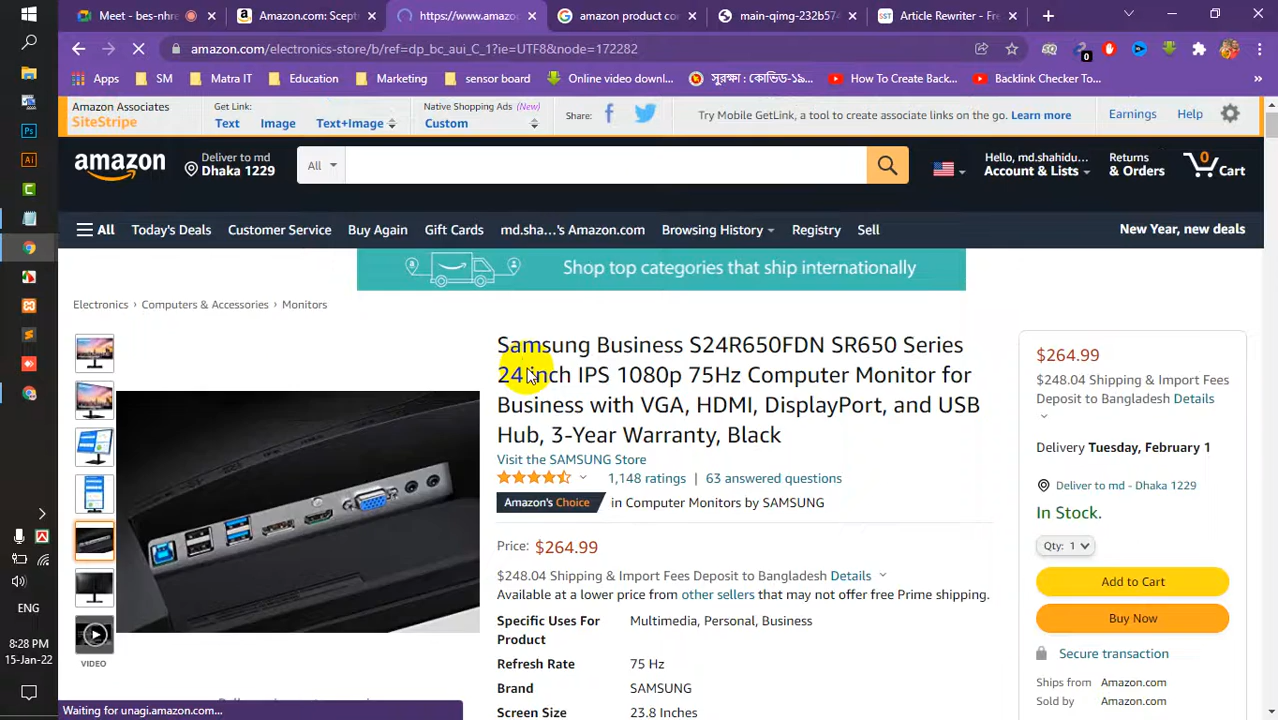 Meet - bes-nhre
Amazon.com: Scepti
https://www.amazo
amazon product co
main-qimg-232b574
Article Rewriter - Fre
amazon.com/electronics-store/b/ref=dp_bc_aui_C_1?ie=UTF8&node=172282
0
Apps
SM
Matra IT
Education
Marketing
sensor board
Online video downl...
সুরক্ষা : কোভিড-১৯...
How To Create Back...
Backlink Checker To...
»
Amazon Associates
SiteStripe
Get Link:
Text
Image
Text+Image
Native Shopping Ads (New)
Custom
Share:
Try Mobile GetLink, a tool to create associate links on the go. Learn more
Earnings
Help
amazon
Deliver to md
Dhaka 1229
All
Hello, md.shahidu...
Account & Lists
Returns
& Orders
0
Cart
All
Today's Deals
Customer Service
Buy Again
Gift Cards
md.sha...'s Amazon.com
Browsing History
Registry
Sell
New Year, new deals
Shop top categories that ship internationally
Electronics › Computers & Accessories › Monitors
VIDEO
Samsung Business S24R650FDN SR650 Series
24 inch IPS 1080p 75Hz Computer Monitor for
Business with VGA, HDMI, DisplayPort, and USB
Hub, 3-Year Warranty, Black
Visit the SAMSUNG Store
1,148 ratings | 63 answered questions
Amazon's Choice in Computer Monitors by SAMSUNG
Price: $264.99
$248.04 Shipping & Import Fees Deposit to Bangladesh Details
Available at a lower price from other sellers that may not offer free Prime shipping.
Specific Uses For Multimedia, Personal, Business
Product
Refresh Rate 75 Hz
Brand SAMSUNG
Screen Size 23.8 Inches
$264.99
$248.04 Shipping & Import Fees
Deposit to Bangladesh Details
Delivery Tuesday, February 1
Deliver to md - Dhaka 1229
In Stock.
Qty: 1
Add to Cart
Buy Now
Secure transaction
Ships from Amazon.com
Sold by Amazon.com
ENG
8:28 PM
15-Jan-22
Waiting for unagi.amazon.com...